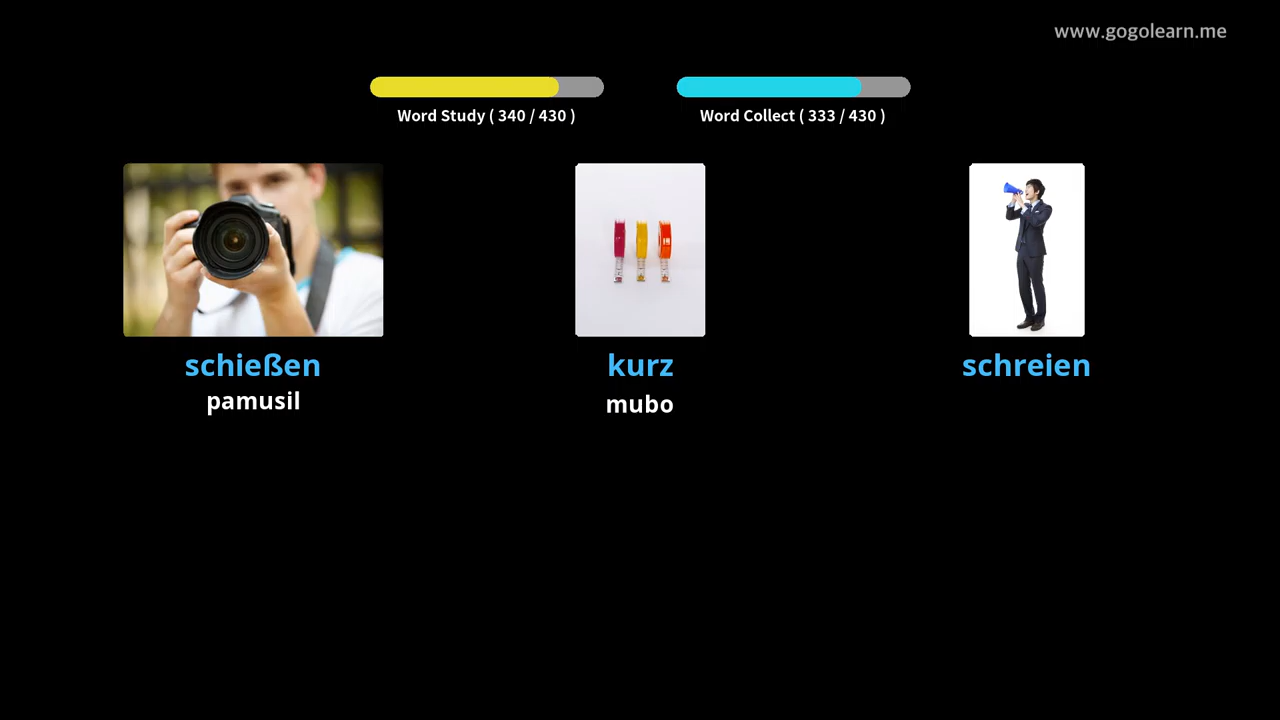 www.gogolearn.me
Word Study ( 340 / 430 )
Word Collect ( 333 / 430 )
schießen
pamusil
kurz
mubo
schreien